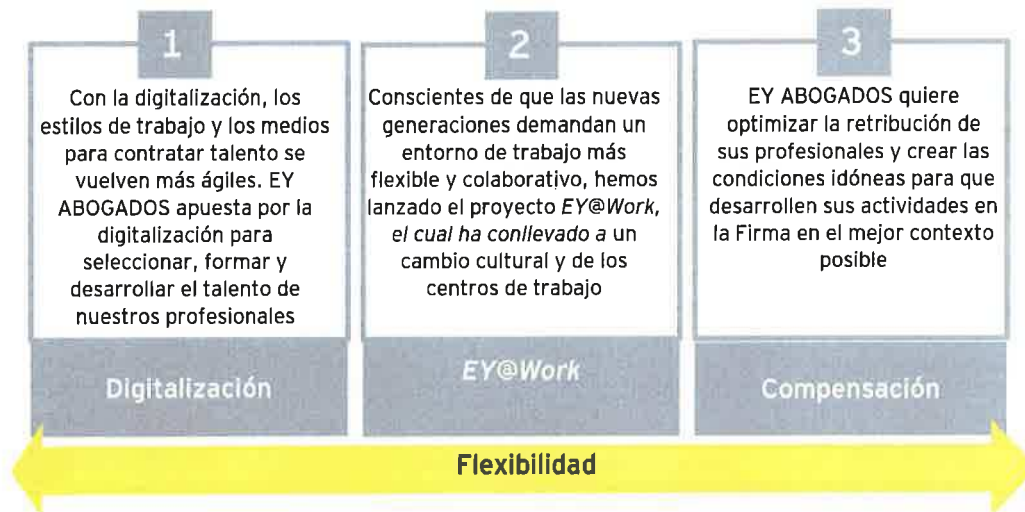 1
Con la digitalización, los
estilos de trabajo y los medios
para contratar talento se
vuelven más ágiles. EY
ABOGADOS apuesta por la
digitalización para
seleccionar, formar y
desarrollar el talento de
nuestros profesionales
Digitalización
2
Conscientes de que las nuevas
generaciones demandan un
entorno de trabajo más
flexible y colaborativo, hemos
lanzado el proyecto EY@Work,
el cual ha conllevado a un
cambio cultural y de los
centros de trabajo
EY@Work
3
EY ABOGADOS quiere
optimizar la retribución de
sus profesionales y crear las
condiciones idóneas para que
desarrollen sus actividades en
la Firma en el mejor contexto
posible
Compensación
Flexibilidad